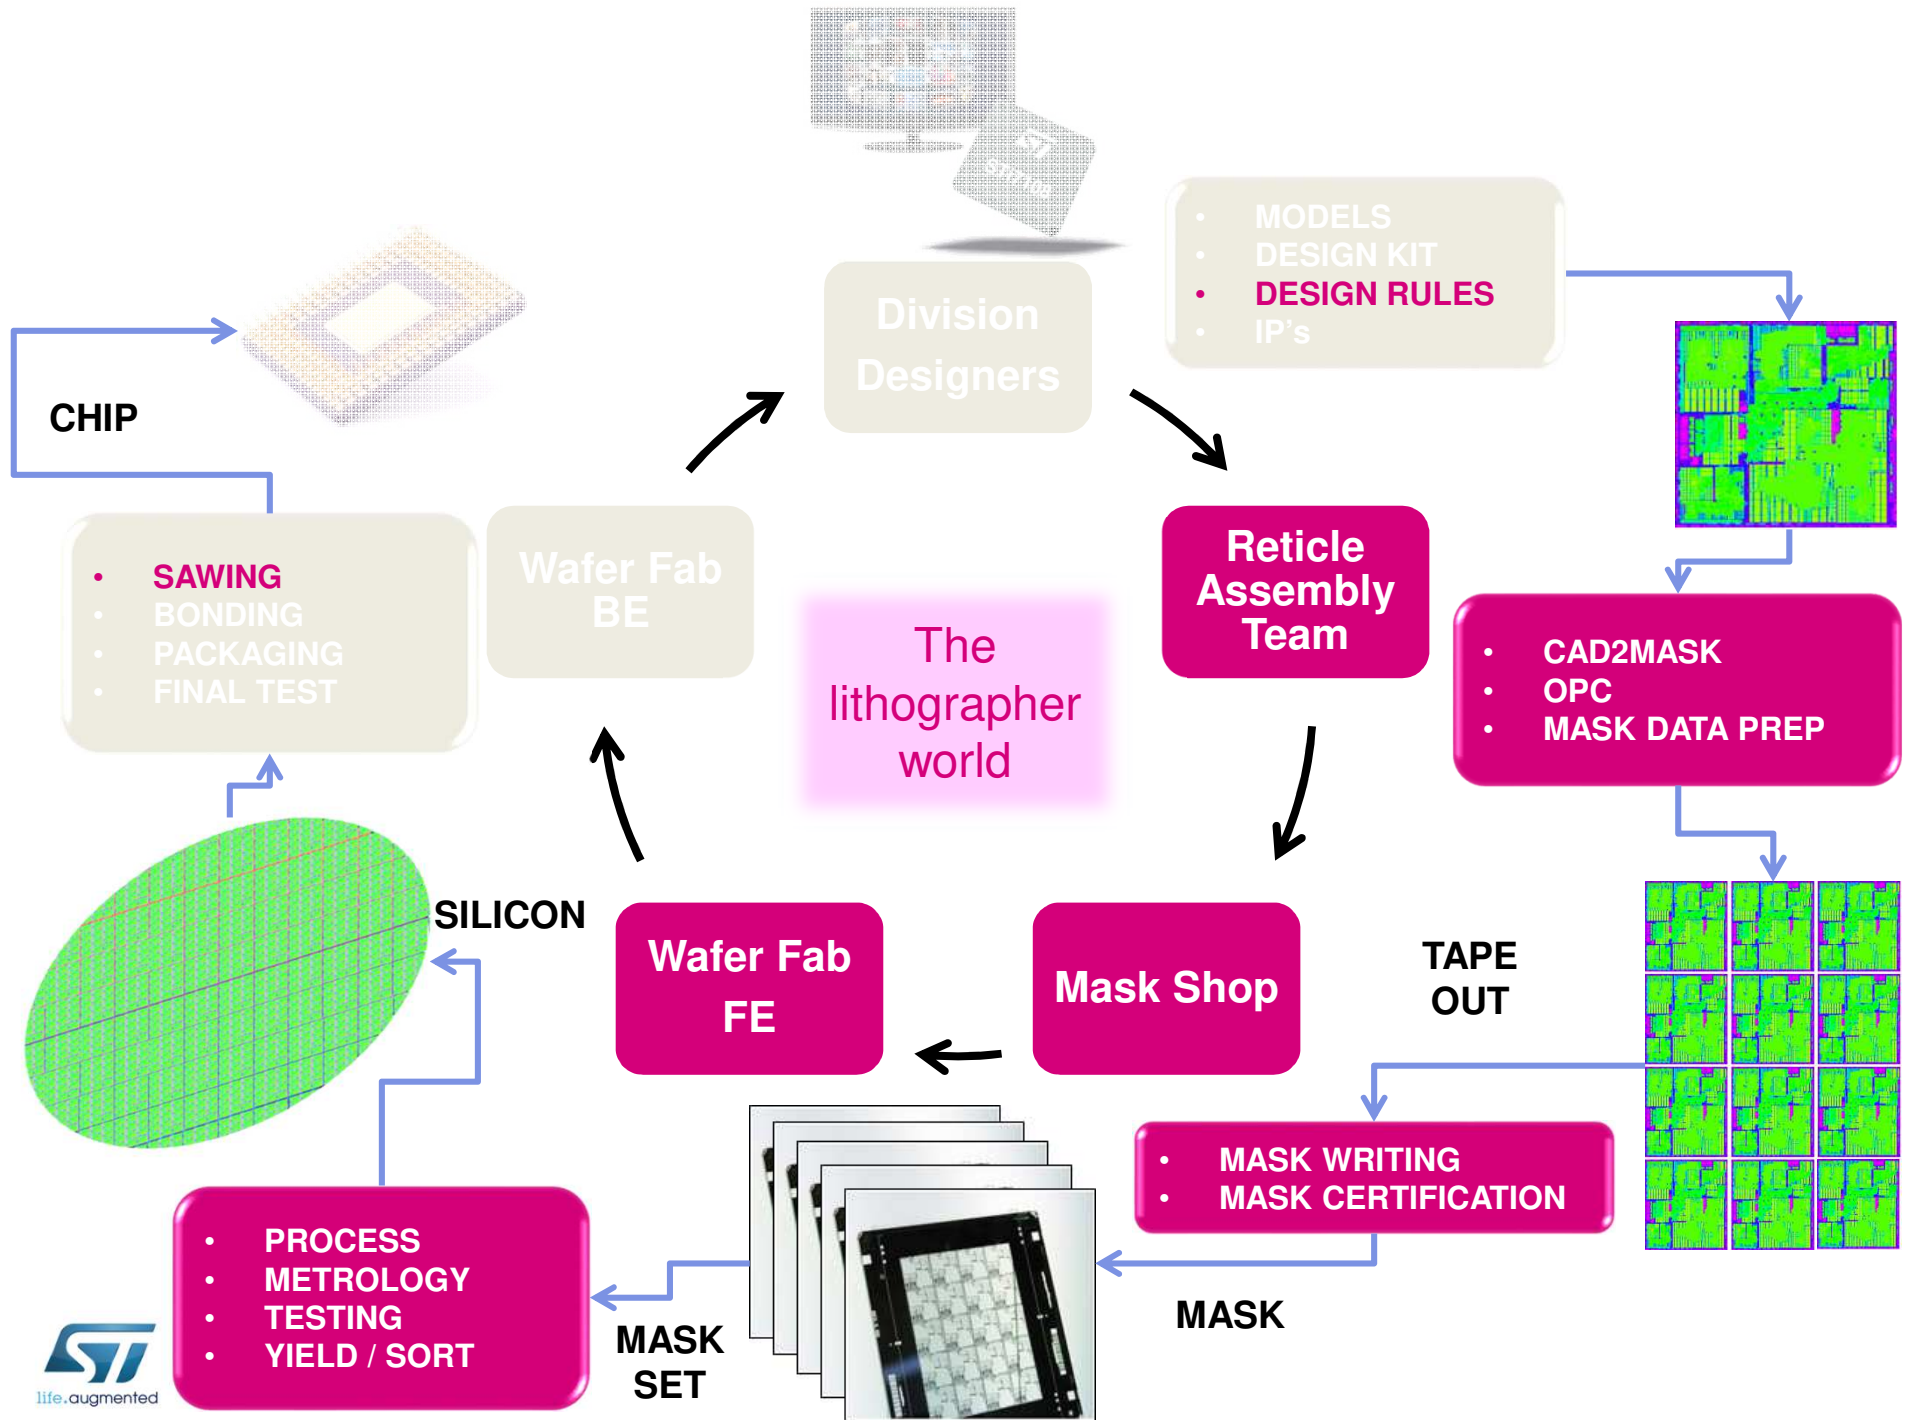 • MODELS
• DESIGN KIT
• DESIGN RULES
• IP's
Division
Designers
CHIP
Reticle
Assembly
Team
Wafer Fab
BE
• SAWING
• BONDING
• PACKAGING
• FINAL TEST
The
lithographer
world
• CAD2MASK
• OPC
• MASK DATA PREP
SILICON
Wafer Fab
FE
Mask Shop
TAPE
OUT
• MASK WRITING
• MASK CERTIFICATION
• PROCESS
• METROLOGY
• TESTING
• YIELD / SORT
MASK
SET
MASK
ST
life.augmented